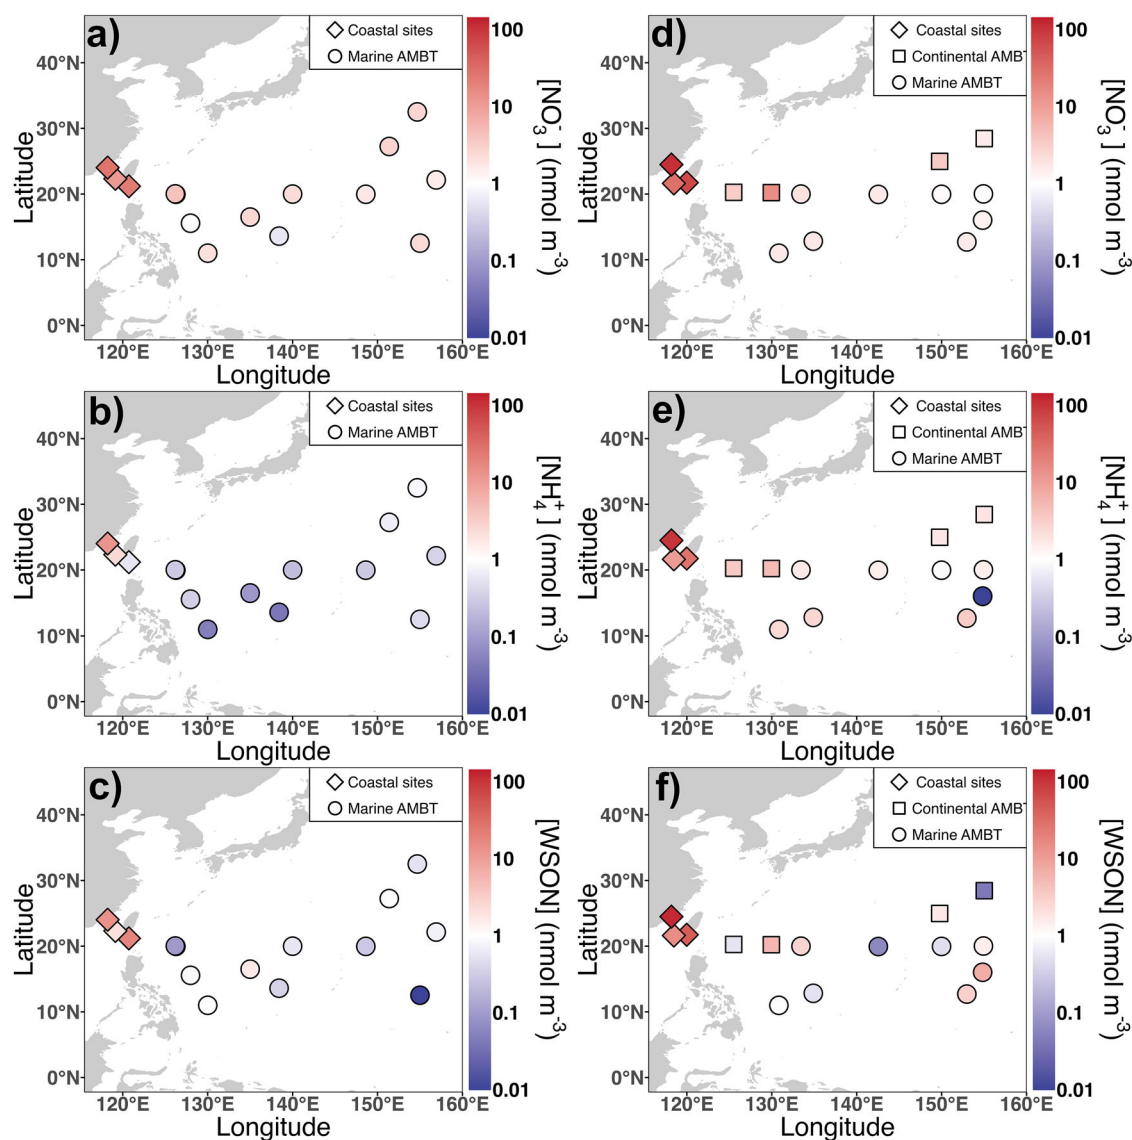 a)
Coastal sites
Marine AMBT
40°N
30°N
20°N
10°N
0°N
Latitude
120°E 130°E 140°E 150°E 160°E
Longitude
100
10
1
0.1
0.01
[NO₃⁻] (nmol m⁻³)
d)
Coastal sites
Continental AMBT
Marine AMBT
40°N
30°N
20°N
10°N
0°N
Latitude
120°E 130°E 140°E 150°E 160°E
Longitude
100
10
1
0.1
0.01
[NO₃⁻] (nmol m⁻³)
b)
Coastal sites
Marine AMBT
40°N
30°N
20°N
10°N
0°N
Latitude
120°E 130°E 140°E 150°E 160°E
Longitude
100
10
1
0.1
0.01
[NH₄⁺] (nmol m⁻³)
e)
Coastal sites
Continental AMBT
Marine AMBT
40°N
30°N
20°N
10°N
0°N
Latitude
120°E 130°E 140°E 150°E 160°E
Longitude
100
10
1
0.1
0.01
[NH₄⁺] (nmol m⁻³)
c)
Coastal sites
Marine AMBT
40°N
30°N
20°N
10°N
0°N
Latitude
120°E 130°E 140°E 150°E 160°E
Longitude
100
10
1
0.1
0.01
[WSON] (nmol m⁻³)
f)
Coastal sites
Continental AMBT
Marine AMBT
40°N
30°N
20°N
10°N
0°N
Latitude
120°E 130°E 140°E 150°E 160°E
Longitude
100
10
1
0.1
0.01
[WSON] (nmol m⁻³)